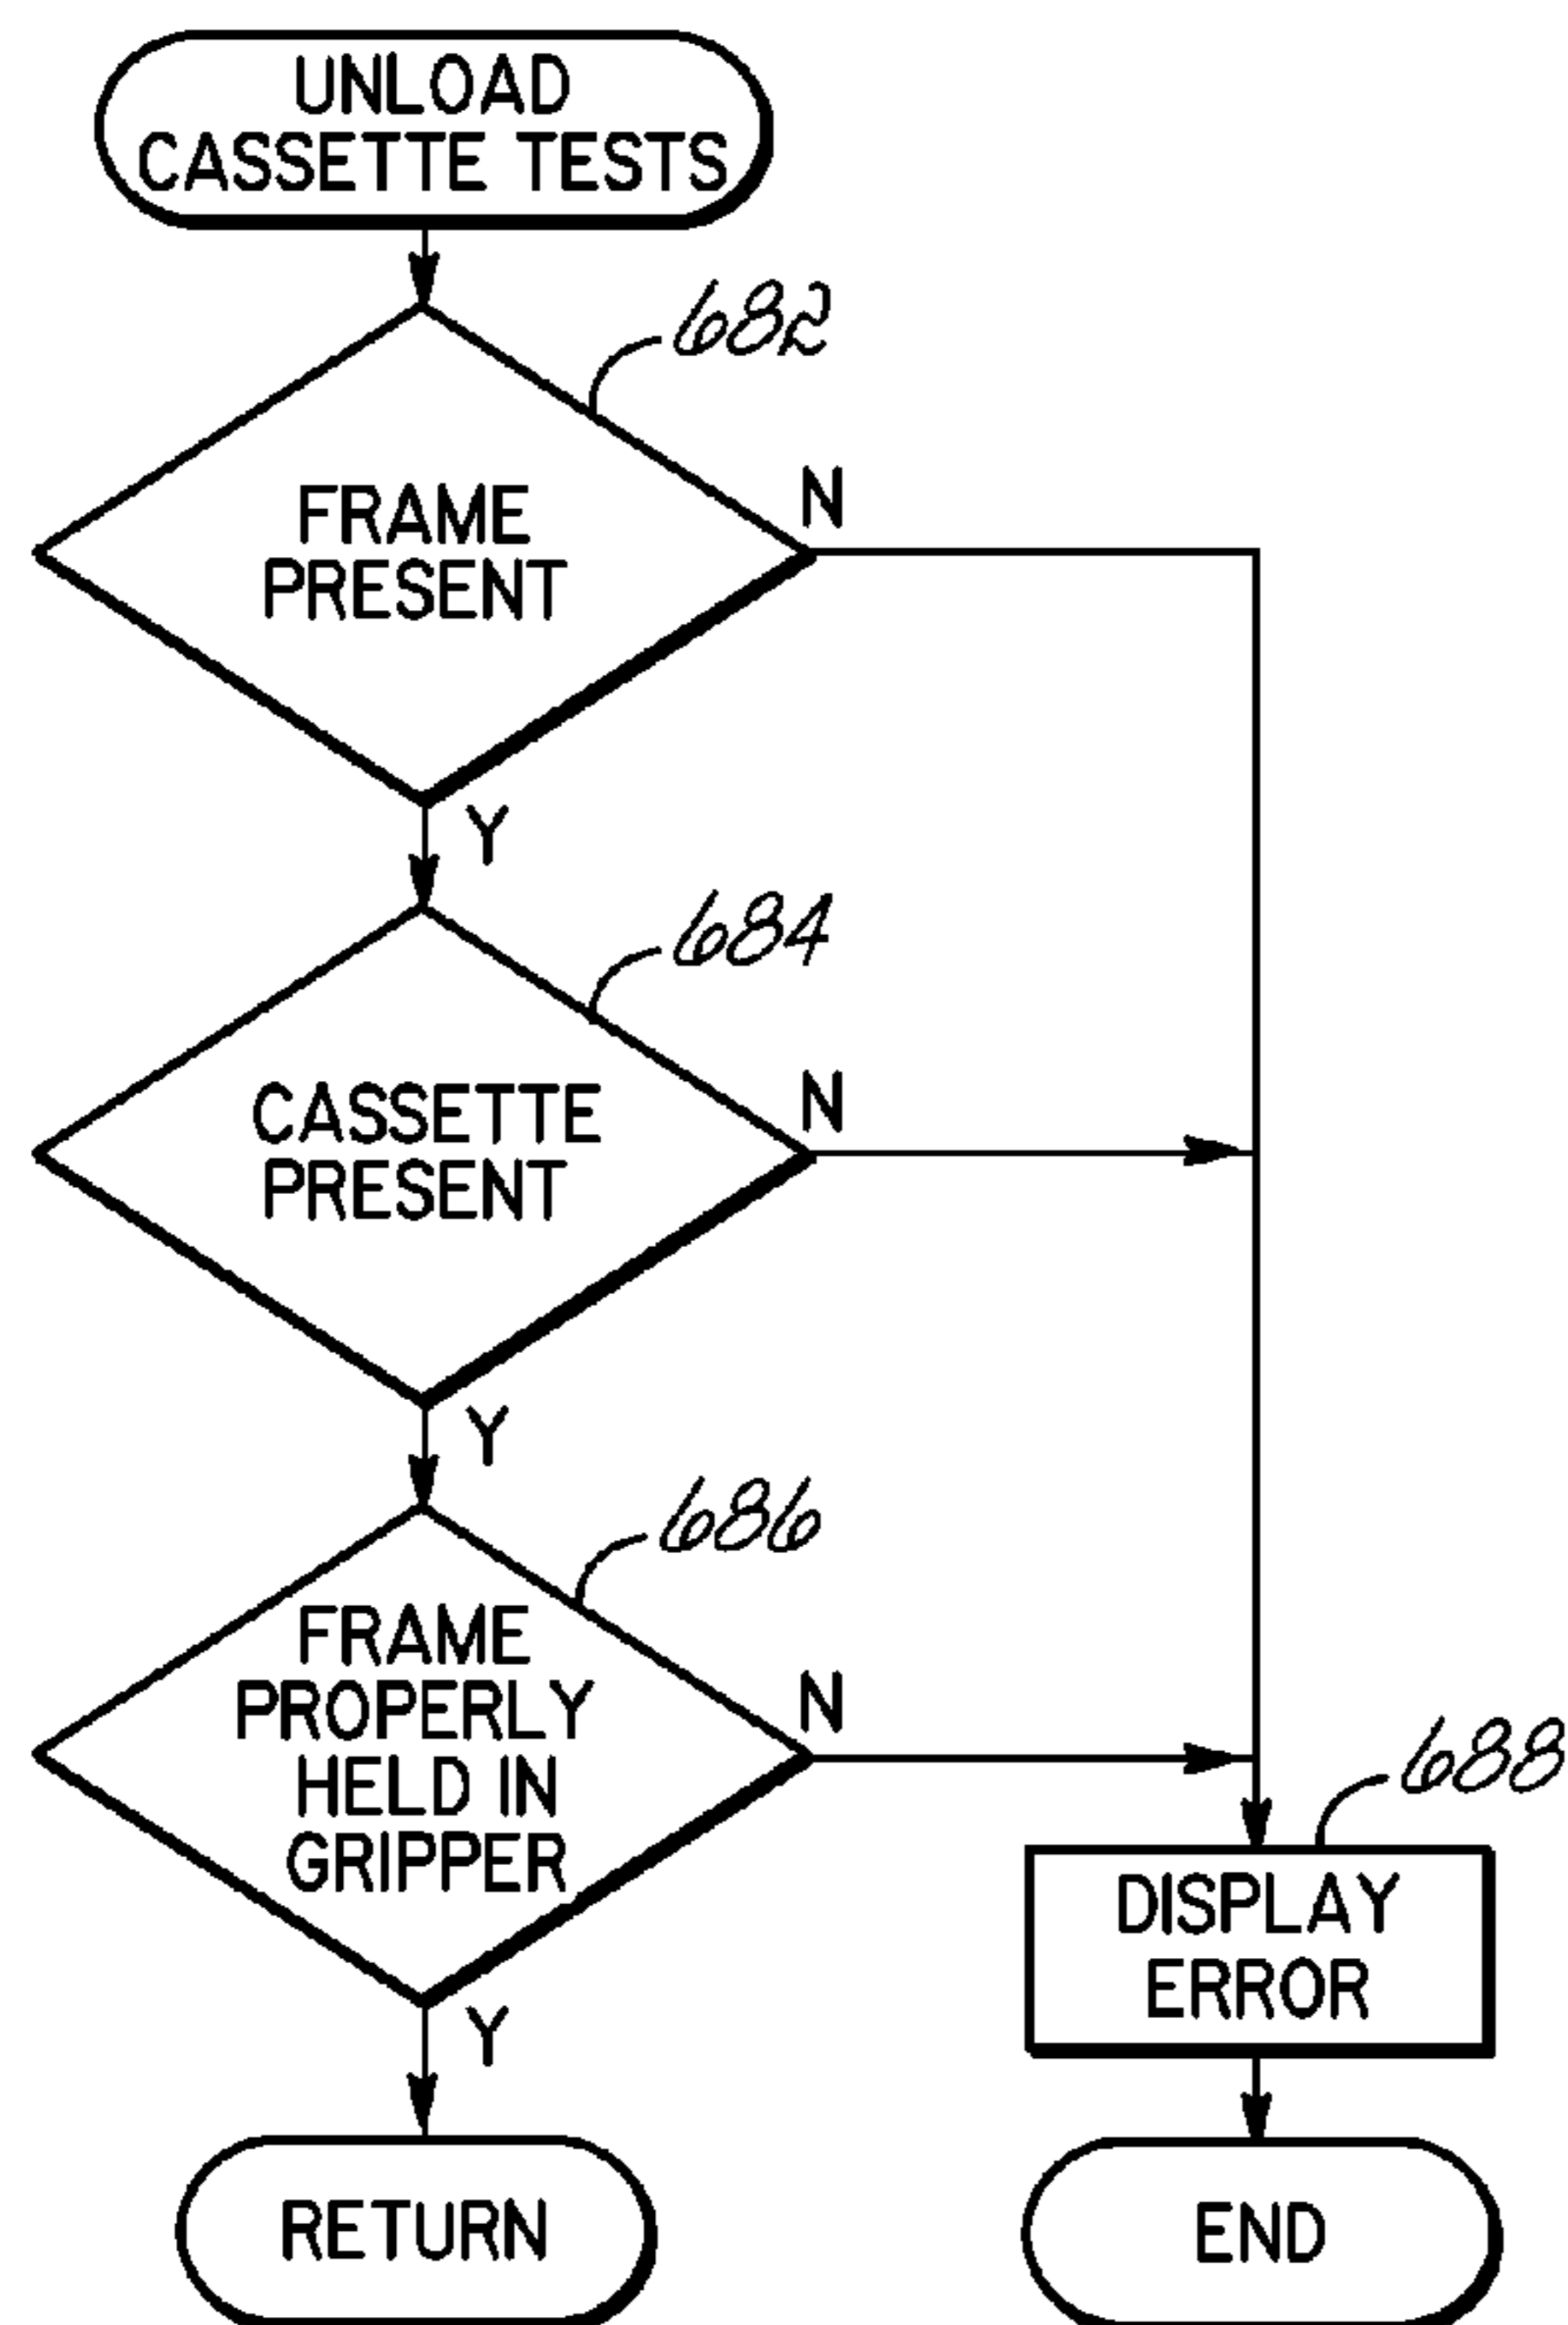 UNLOAD
CASSETTE TESTS
682
FRAME
PRESENT
N
Y
684
CASSETTE
PRESENT
N
Y
686
FRAME
PROPERLY
HELD IN
GRIPPER
N
Y
688
DISPLAY
ERROR
RETURN
END